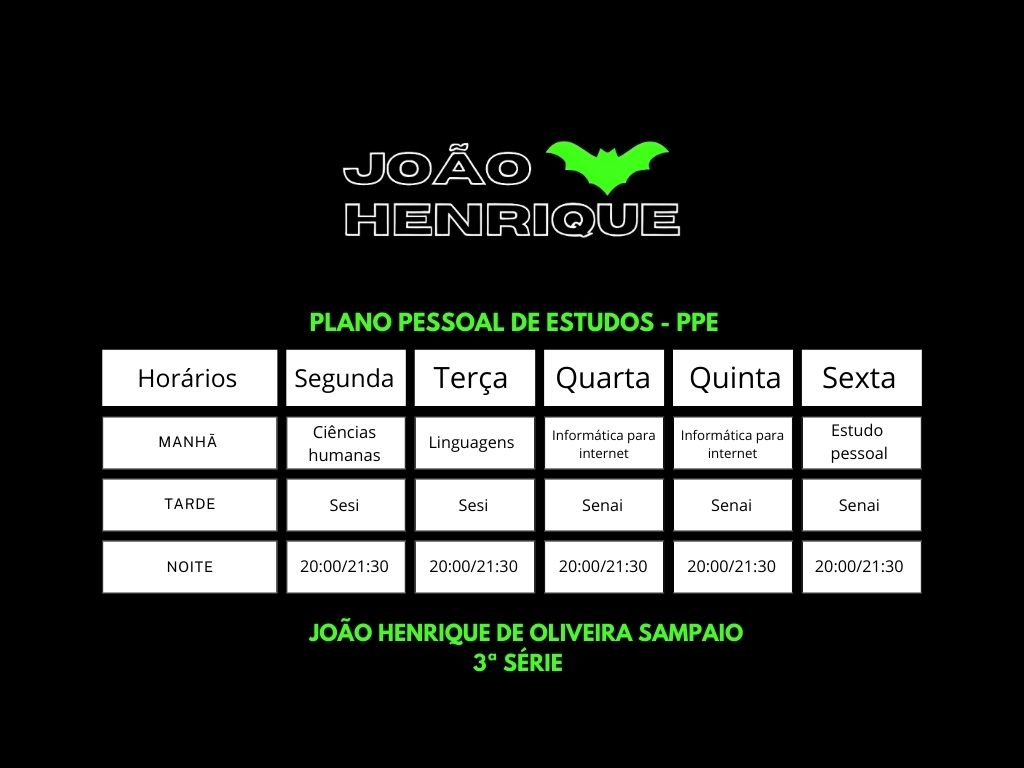 JOÃO
HENRIQUE
PLANO PESSOAL DE ESTUDOS - PPE
Horários Segunda Terça Quarta Quinta Sexta
MANHÃ Ciências humanas Linguagens Informática para internet Informática para internet Estudo pessoal
TARDE Sesi Sesi Senai Senai Senai
NOITE 20:00/21:30 20:00/21:30 20:00/21:30 20:00/21:30 20:00/21:30
JOÃO HENRIQUE DE OLIVEIRA SAMPAIO
3ª SÉRIE